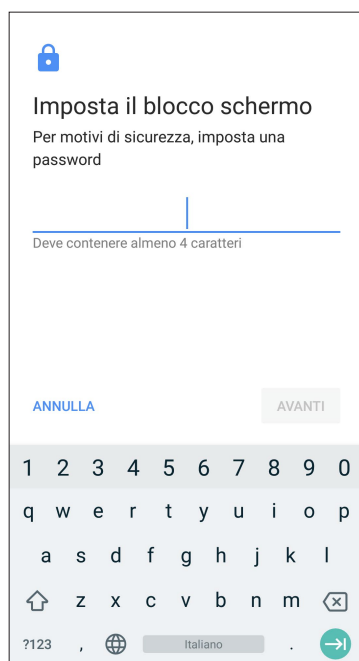 Imposta il blocco schermo
Per motivi di sicurezza, imposta una
password
Deve contenere almeno 4 caratteri
ANNULLA AVANTI
1 2 3 4 5 6 7 8 9 0
q w e r t y u i o p
a s d f g h j k l
z x c v b n m
?123 , Italiano .